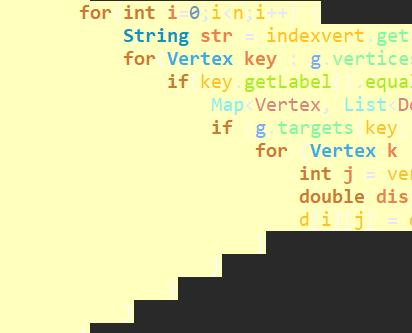 for(int i=0;i<n;i++){
String str = indexvert.get
for(Vertex key : g.vertices
if(key.getLabel().equal
Map<Vertex, List<Do
if (g.targets(key
for (Vertex k
int j = ver
double dis
d[i][j] = d
}
}
}
}
}